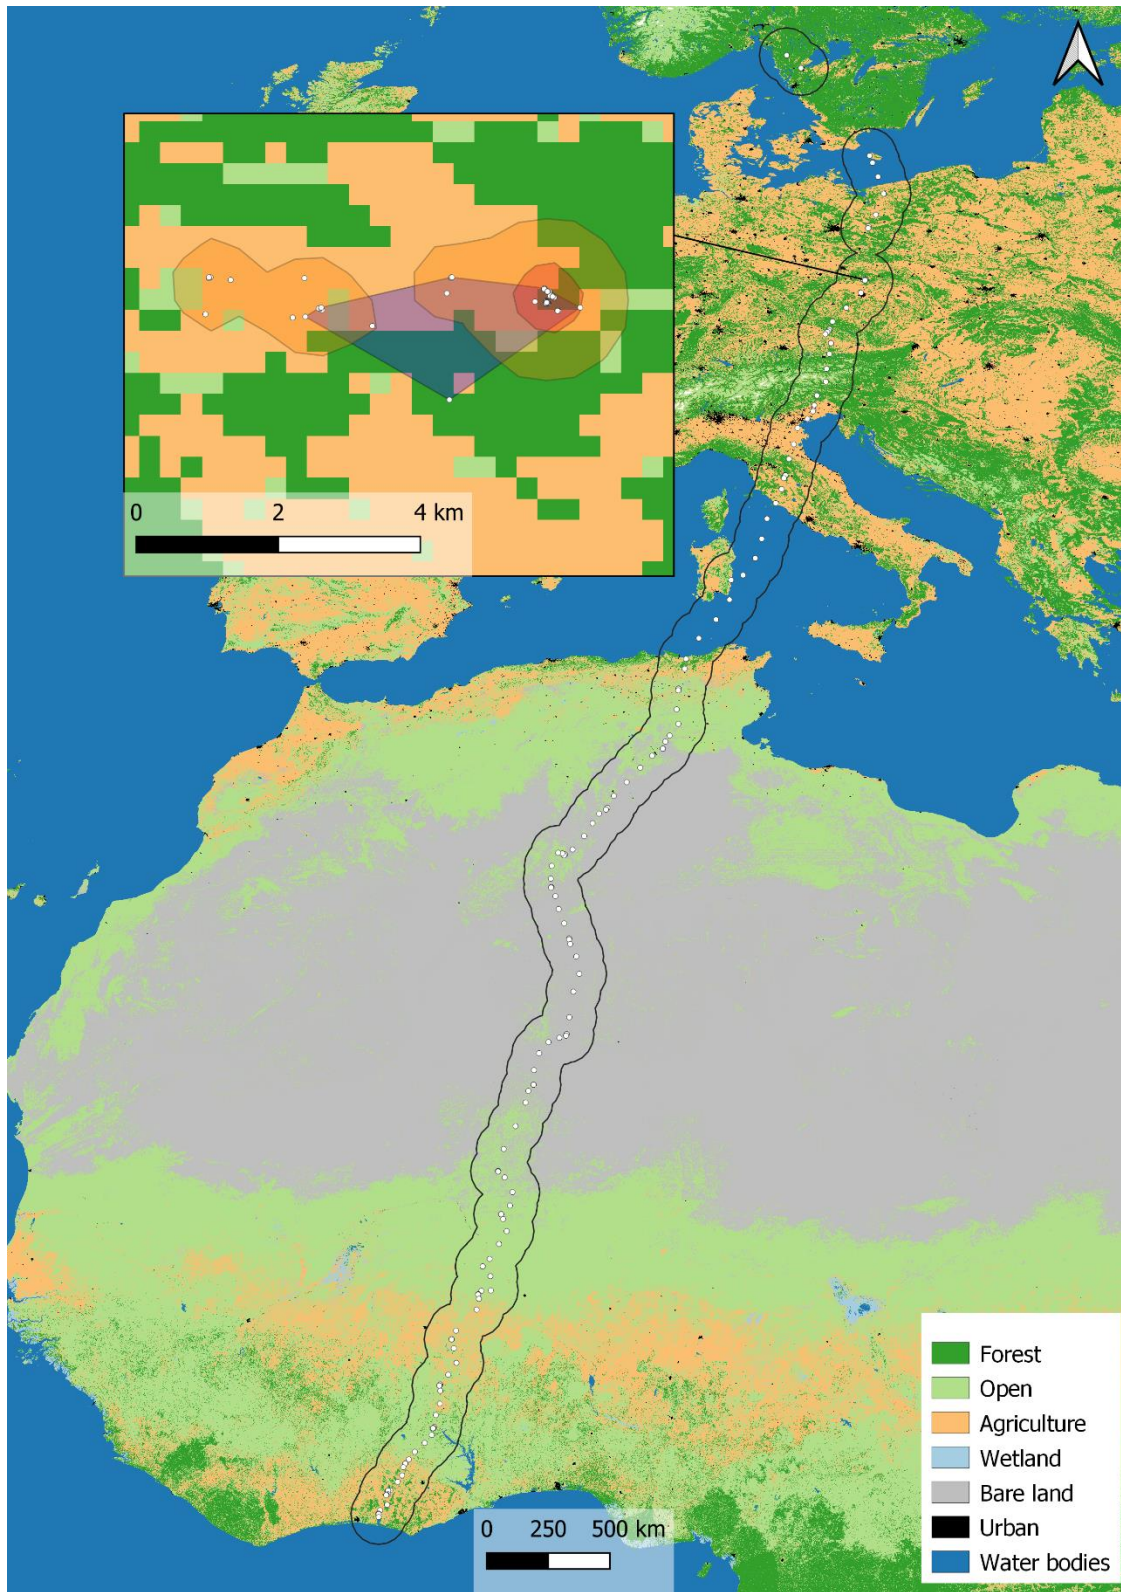 0 2 4 km
Forest
Open
Agriculture
Wetland
Bare land
Urban
Water bodies
0 250 500 km